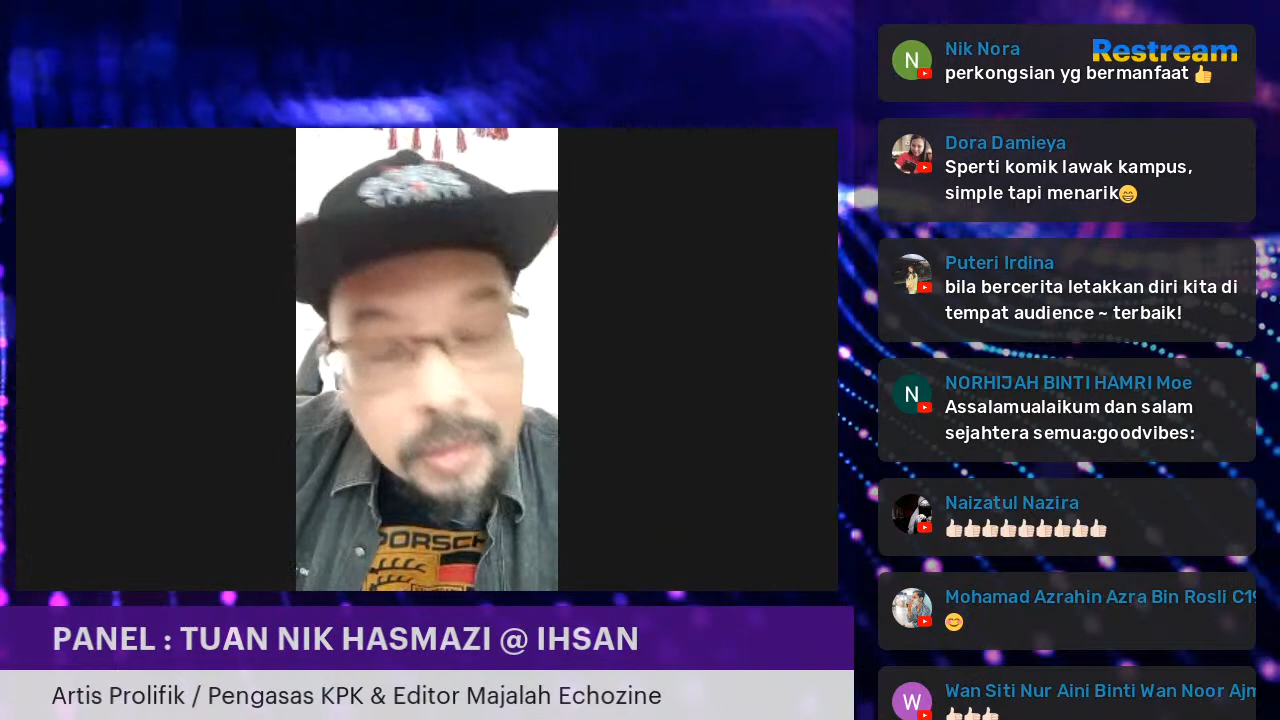 PORSCH
PANEL : TUAN NIK HASMAZI @ IHSAN
Artis Prolifik / Pengasas KPK & Editor Majalah Echozine
Restream
N
Nik Nora
perkongsian yg bermanfaat 👍
Dora Damieya
Sperti komik lawak kampus,
simple tapi menarik😁
Puteri Irdina
bila bercerita letakkan diri kita di
tempat audience ~ terbaik!
N
NORHIJAH BINTI HAMRI Moe
Assalamualaikum dan salam
sejahtera semua:goodvibes:
Naizatul Nazira
👍🏻👍🏻👍🏻👍🏻👍🏻👍🏻👍🏻👍🏻👍🏻
Mohamad Azrahin Azra Bin Rosli C19
😊
W
Wan Siti Nur Aini Binti Wan Noor Ajm
👍🏻👍🏻👍🏻